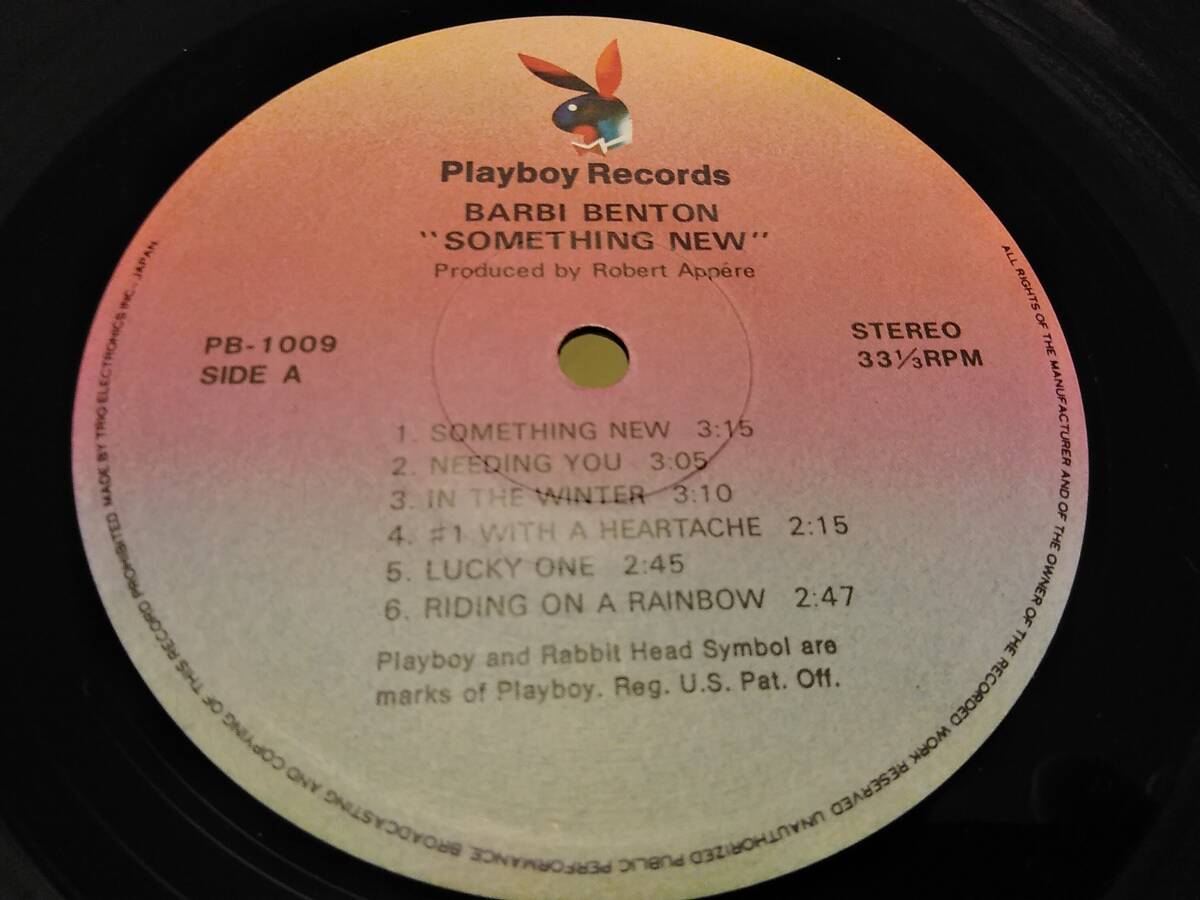 Playboy Records
BARBI BENTON
"SOMETHING NEW"
Produced by Robert Appére
PB-1009
SIDE A
STEREO
33 1/3 RPM
1. SOMETHING NEW 3:15
2. NEEDING YOU 3:05
3. IN THE WINTER 3:10
4. #1 WITH A HEARTACHE 2:15
5. LUCKY ONE 2:45
6. RIDING ON A RAINBOW 2:47
Playboy and Rabbit Head Symbol are
marks of Playboy. Reg. U.S. Pat. Off.
ALL RIGHTS OF THE MANUFACTURER AND OF THE OWNER OF THE RECORDED WORK RESERVED UNAUTHORIZED PUBLIC PERFORMANCE, BROADCASTING AND COPYING OF THIS RECORD PROHIBITED MADE BY TRIO ELECTRONICS INC., JAPAN